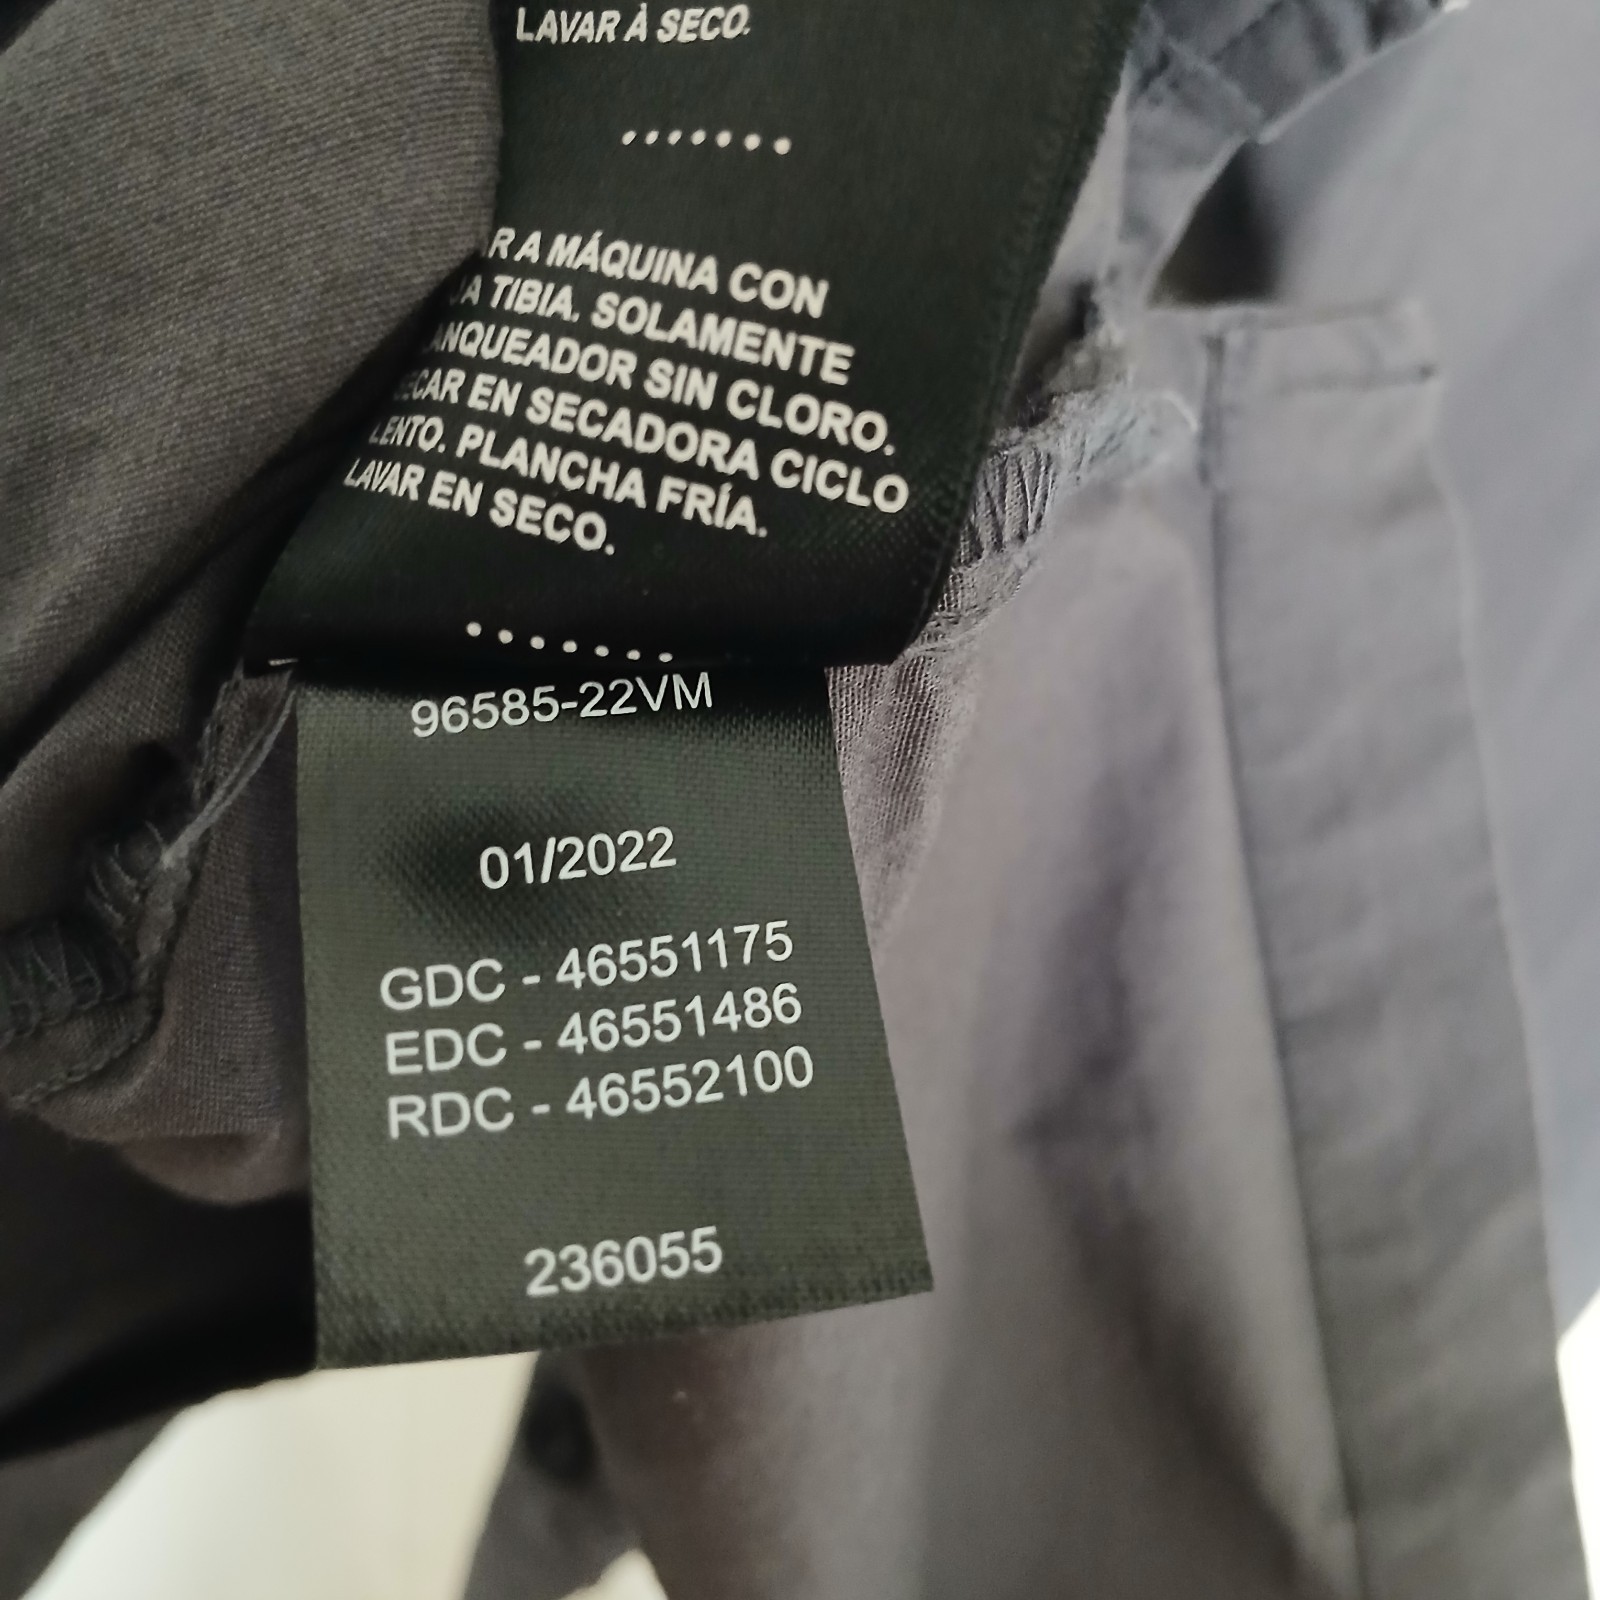 LAVAR À SECO.
.......
R A MÁQUINA CON
A TIBIA. SOLAMENTE
ANQUEADOR SIN CLORO.
ECAR EN SECADORA CICLO
LENTO. PLANCHA FRÍA.
LAVAR EN SECO.
.......
96585-22VM
01/2022
GDC - 46551175
EDC - 46551486
RDC - 46552100
236055